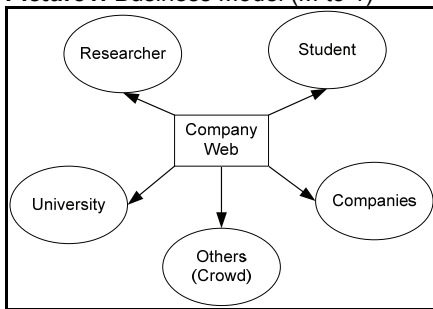 Business Model (m to 1)
Researcher
Student
Company
Web
University
Companies
Others
(Crowd)